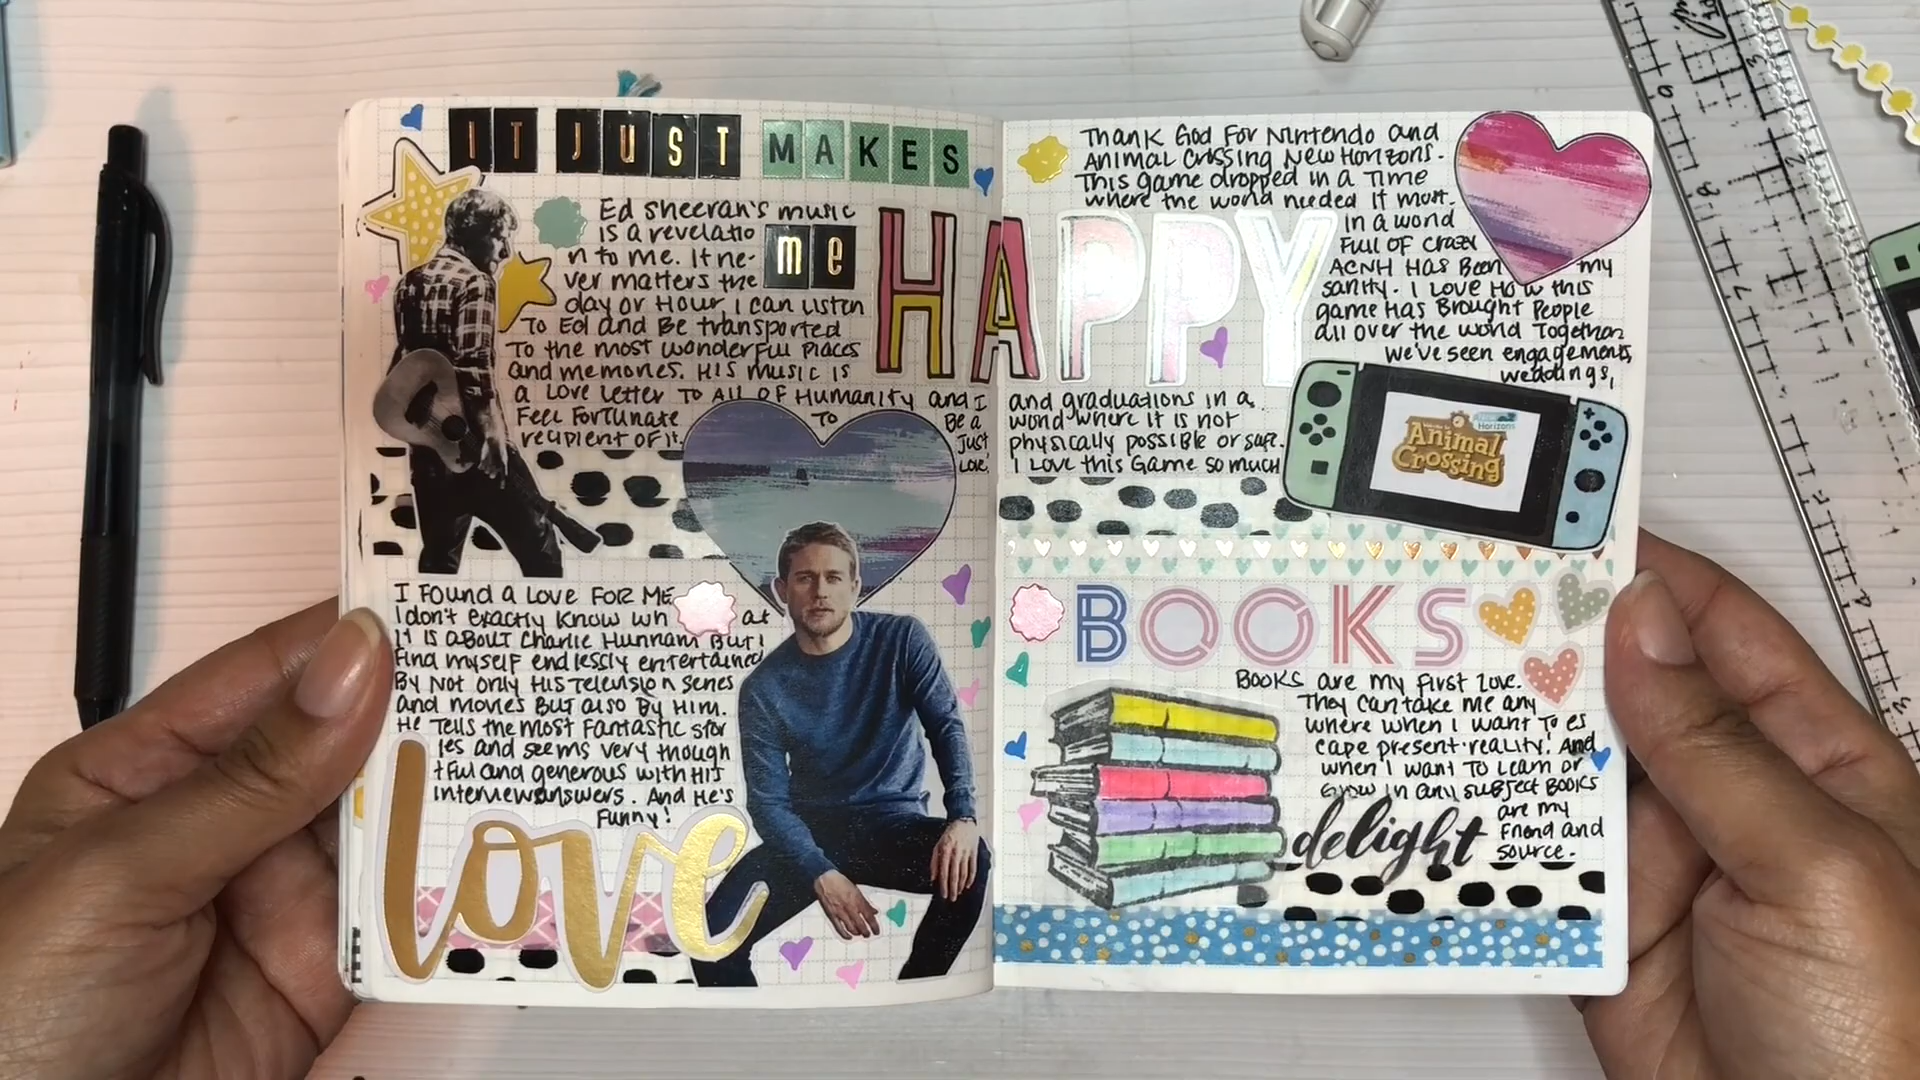 IT JUST MAKES
me
HAPPY
Ed Sheeran's music
is a revelatio
n to me. It ne-
ver matters the
day or Hour, I can Listen
To Ed and Be transported
To the most wonderful Places
and memories. His music is
a Love Letter To All OF Humanity and I
Feel Fortunate To Be a
recipient OF it. Just
Love.
I Found a Love FOR ME
I don't exactly know wh at
it is about Charlie Hunnam But I
Find myself endlessly entertained
By Not only His Television series
and movies But also By Him.
He Tells the most Fantastic stor
ies and seems very though
tful and generous with His
interviews answers. And He's
Funny!
love
Thank God For Nintendo and
Animal Crossing New Horizons.
This game dropped in a Time
where the world needed it most.
In a world
Full OF crazy
ACNH Has Been my
sanity. I Love How this
game Has Brought People
all over the world Together
we've seen engagements,
weddings,
and graduations in a
world where it is not
physically possible or safe.
I Love this Game so much
Welcome to
New Horizons
Animal
Crossing
BOOKS
Books are my First Love.
They can take me any
where when I want To es
cape present reality. And
when I want To Learn or
Grow in any subject Books
are my
Friend and
source.
delight